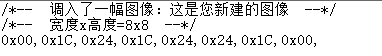 /*--  调入了一幅图像：这是您新建的图像  --*/
/*--  宽度x高度=8x8  --*/
0x00,0x1C,0x24,0x1C,0x24,0x24,0x1C,0x00,